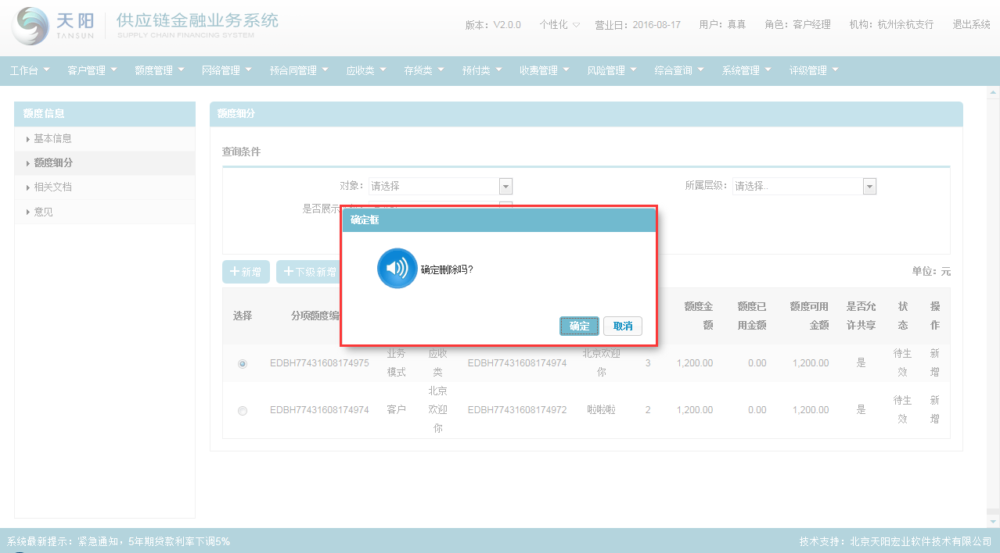 天阳
TANSUN
供应链金融业务系统
SUPPLY CHAIN FINANCING SYSTEM
版本：V2.0.0 个性化 营业日：2016-08-17 用户：真真 角色：客户经理 机构：杭州余杭支行 退出系统
工作台 客户管理 额度管理 网络管理 预合同管理 应收类 存货类 预付类 收费管理 风险管理 综合查询 系统管理 评级管理
额度信息
基本信息
额度细分
相关文档
意见
额度细分
查询条件
对象：请选择 所属层级：请选择..
是否展示
确定框
确定删除吗？
确定 取消
新增 下级新增
单位：元
选择 分项额度编 额度金额 额度已用金额 额度可用金额 是否允许共享 状态 操作
EDBH77431608174975 业务模式 应收类 EDBH77431608174974 北京欢迎你 3 1,200.00 0.00 1,200.00 是 待生效 新增
EDBH77431608174974 客户 北京欢迎你 EDBH77431608174972 啦啦啦 2 1,200.00 0.00 1,200.00 是 待生效 新增
系统最新提示：紧急通知，5年期贷款利率下调5%
技术支持：北京天阳宏业软件技术有限公司